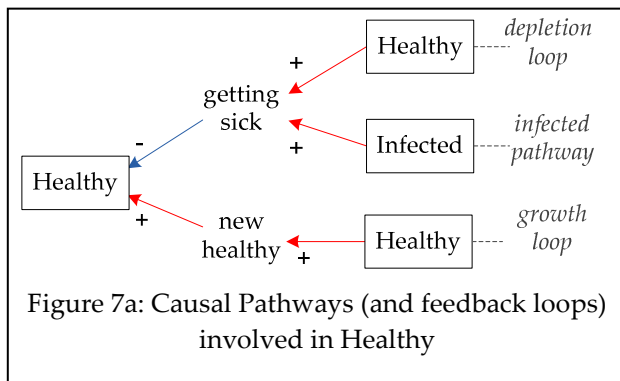 Healthy
depletion
loop
+
getting
sick
+
Infected
infected
pathway
-
Healthy
+
new
healthy
+
Healthy
growth
loop
Figure 7a: Causal Pathways (and feedback loops)
involved in Healthy